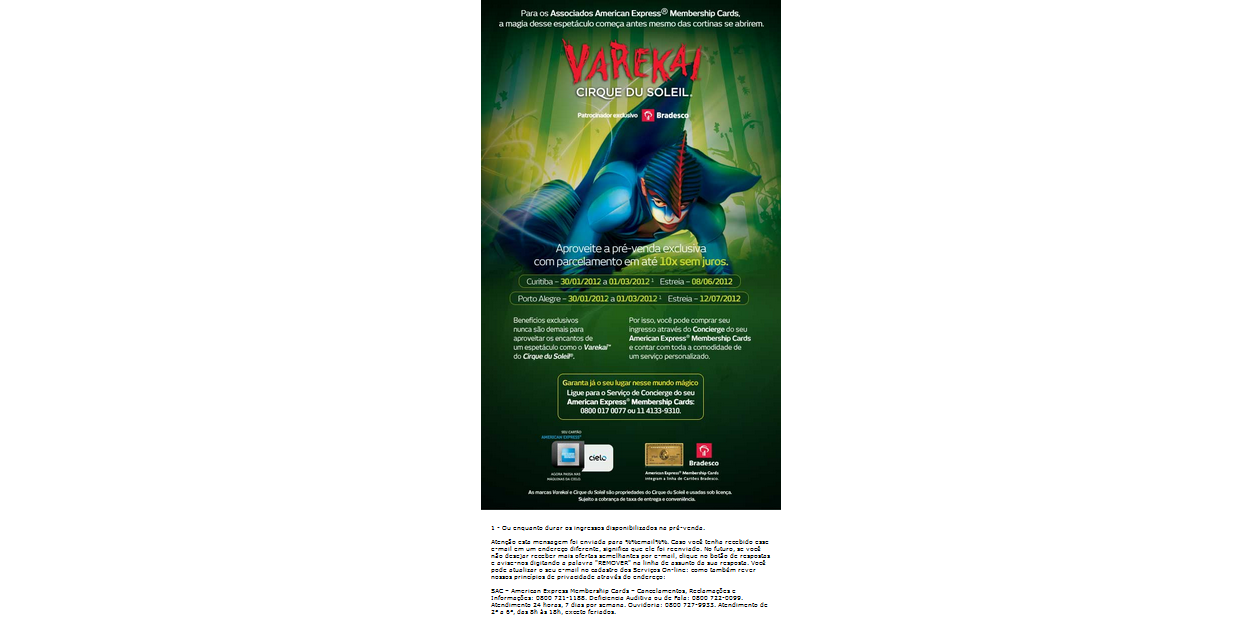 Para os Associados American Express® Membership Cards,
a magia desse espetáculo começa antes mesmo das cortinas se abrirem.
VAREKAI
CIRQUE DU SOLEIL.
Patrocinador exclusivo Bradesco
Aproveite a pré-venda exclusiva
com parcelamento em até 10x sem juros.
Curitiba – 30/01/2012 a 01/03/2012 ¹ Estreia – 08/06/2012
Porto Alegre – 30/01/2012 a 01/03/2012 ¹ Estreia – 12/07/2012
Benefícios exclusivos
nunca são demais para
aproveitar os encantos de
um espetáculo como o Varekai™
do Cirque du Soleil®.
Por isso, você pode comprar seu
ingresso através do Concierge do seu
American Express® Membership Cards
e contar com toda a comodidade de
um serviço personalizado.
Garanta já o seu lugar nesse mundo mágico
Ligue para o Serviço de Concierge do seu
American Express® Membership Cards:
0800 017 0077 ou 11 4133-9310.
SEU CARTÃO
AMERICAN EXPRESS®
cielo
AGORA PASSA NAS
MÁQUINAS DA CIELO.
Bradesco
American Express® Membership Cards
integram a linha de Cartões Bradesco.
As marcas Varekai e Cirque du Soleil são propriedades do Cirque du Soleil e usadas sob licença.
Sujeito a cobrança de taxa de entrega e conveniência.
1 - Ou enquanto durar os ingressos disponibilizados na pré-venda.
Atenção esta mensagem foi enviada para %%email%%. Caso você tenha recebido esse
e-mail em um endereço diferente, significa que ele foi reenviado. No futuro, se você
não desejar receber mais ofertas semelhantes por e-mail, clique no botão de respostas
e avise-nos digitando a palavra "REMOVER" na linha de assunto da sua resposta. Você
pode atualizar o seu e-mail no cadastro dos Serviços On-line: como também rever
nossos princípios de privacidade através do endereço:
SAC – American Express Membership Cards – Cancelamentos, Reclamações e
Informações: 0800 721-1188. Deficiencia Auditiva ou de Fala: 0800 722-0099.
Atendimento 24 horas, 7 dias por semana. Ouvidoria: 0800 727-9933. Atendimento de
2ª a 6ª, das 8h às 18h, exceto feriados.